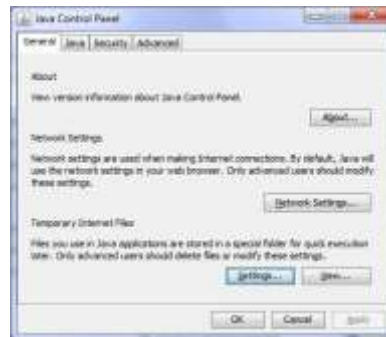 Java Control Panel
General Java Security Advanced
About
View version information about Java Control Panel.
About...
Network Settings
Network settings are used when making Internet connections. By default, Java will
use the network settings in your web browser. Only advanced users should modify
these settings.
Network Settings...
Temporary Internet Files
Files you use in Java applications are stored in a special folder for quick execution
later. Only advanced users should delete files or modify these settings.
Settings... View...
OK Cancel Apply